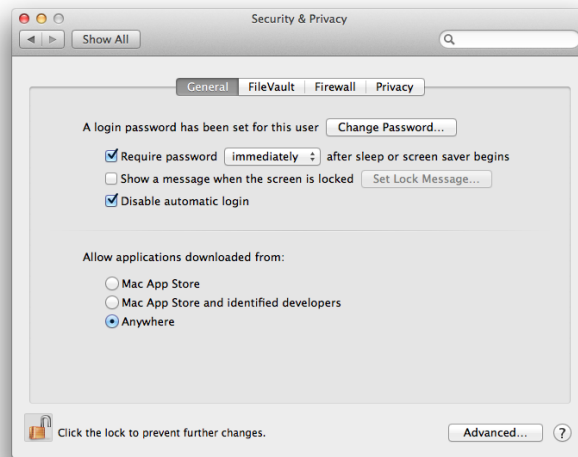 Security & Privacy
Show All
General FileVault Firewall Privacy
A login password has been set for this user Change Password...
Require password immediately after sleep or screen saver begins
Show a message when the screen is locked Set Lock Message...
Disable automatic login
Allow applications downloaded from:
Mac App Store
Mac App Store and identified developers
Anywhere
Click the lock to prevent further changes. Advanced... ?